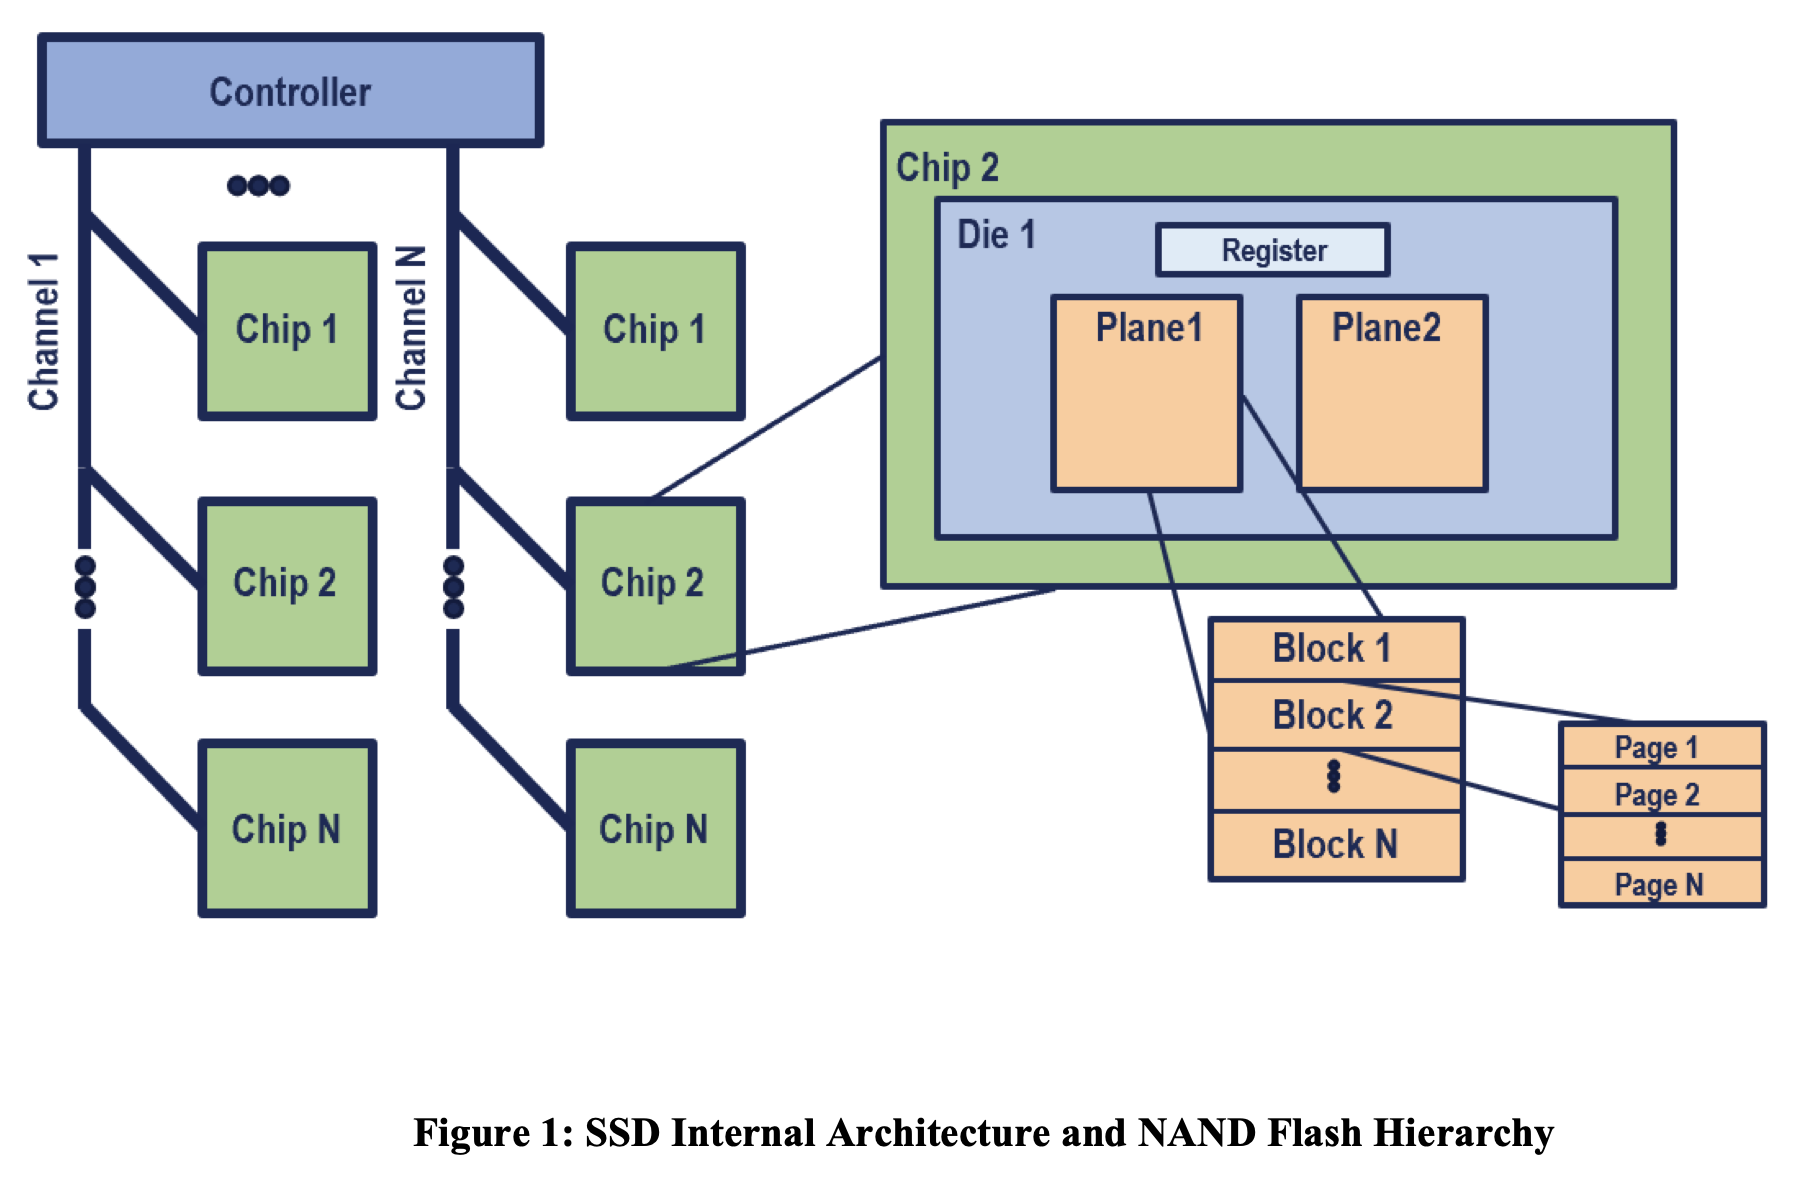 Controller
Channel 1
Chip 1
Chip 2
Chip N
Channel N
Chip 1
Chip 2
Chip N
Chip 2
Die 1
Register
Plane1
Plane2
Block 1
Block 2
Block N
Page 1
Page 2
Page N
Figure 1: SSD Internal Architecture and NAND Flash Hierarchy